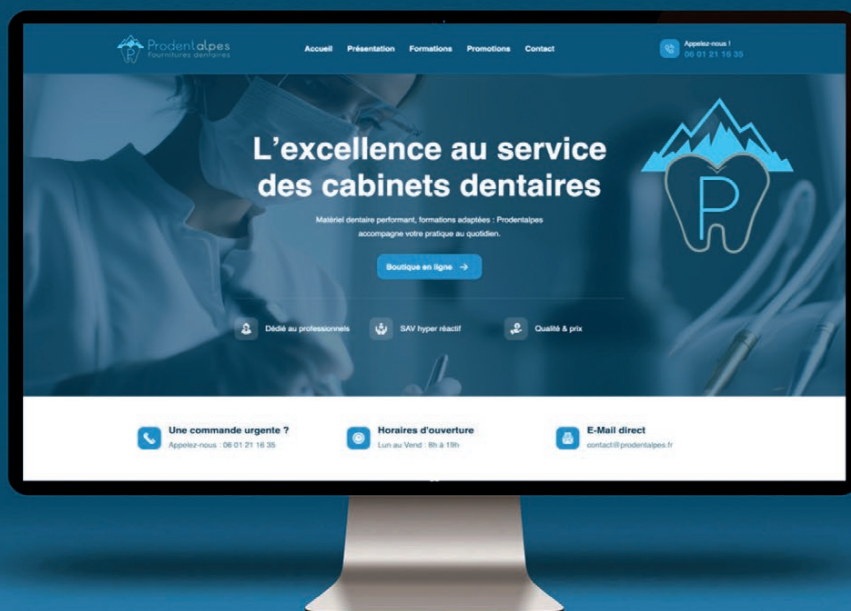 Prodentalpes
Fournitures dentaires
Accueil Présentation Formations Promotions Contact
Appelez-nous !
06 01 21 16 35
L'excellence au service
des cabinets dentaires
P
Matériel dentaire performant, formations adaptées : Prodentalpes
accompagne votre pratique au quotidien.
Boutique en ligne →
Dédié au professionnels SAV hyper réactif Qualité & prix
Une commande urgente ?
Appelez-nous : 06 01 21 16 35
Horaires d'ouverture
Lun au Vend : 8h à 19h
E-Mail direct
contact@prodentalpes.fr